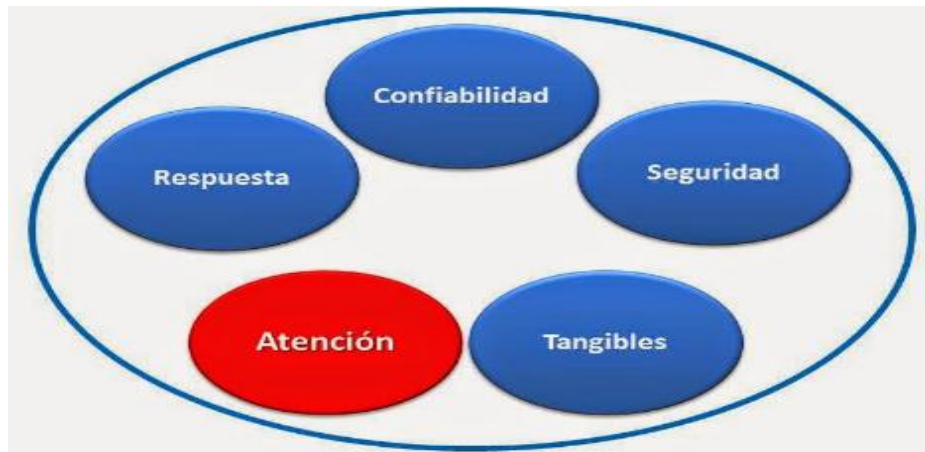 Confiabilidad
Respuesta
Seguridad
Atención
Tangibles